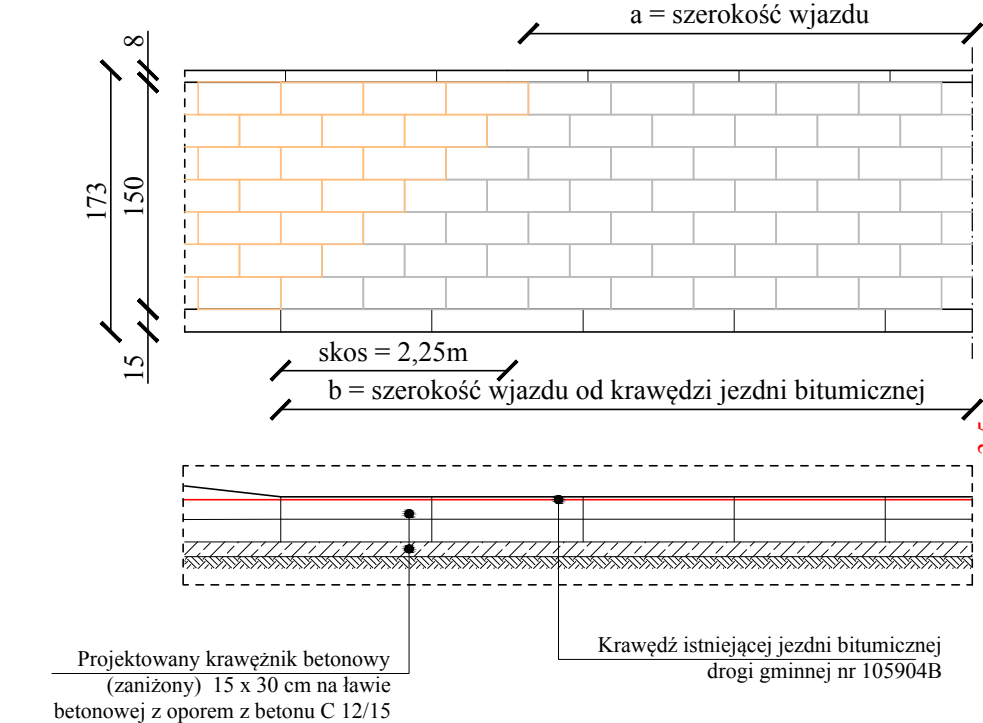 a = szerokość wjazdu
8
173
150
15
skos = 2,25m
b = szerokość wjazdu od krawędzi jezdni bitumicznej
Projektowany krawężnik betonowy
(zaniżony) 15 x 30 cm na ławie
betonowej z oporem z betonu C 12/15
Krawędź istniejącej jezdni bitumicznej
drogi gminnej nr 105904B